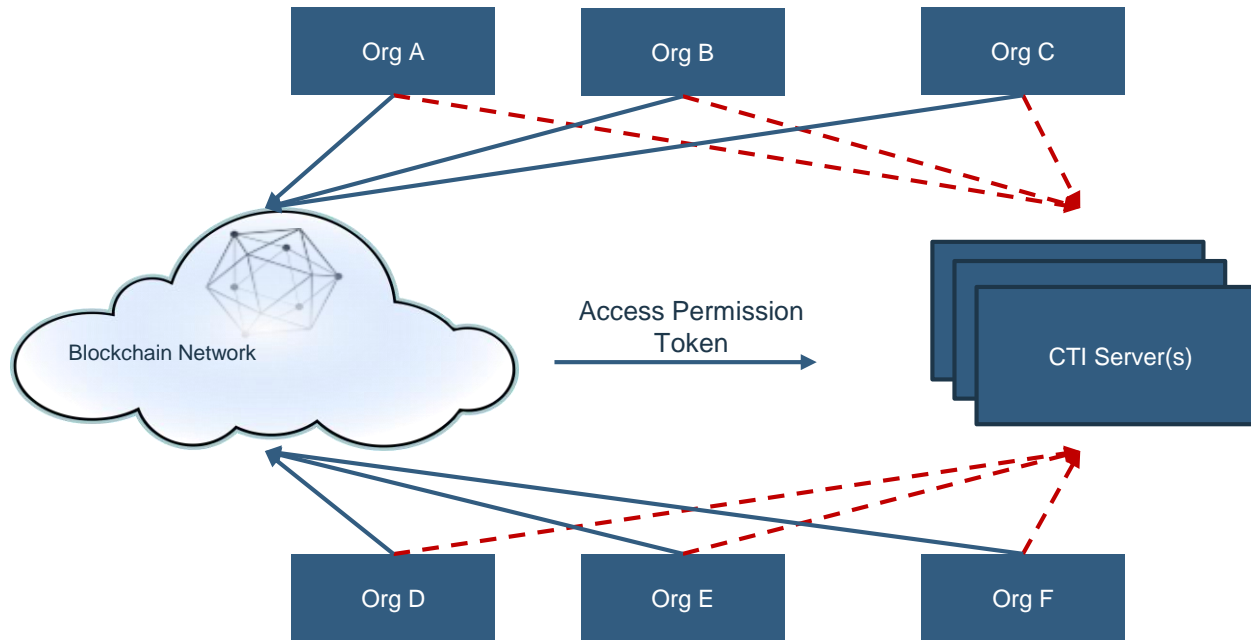 Org A
Org B
Org C
Access Permission
Token
Blockchain Network
CTI Server(s)
Org D
Org E
Org F